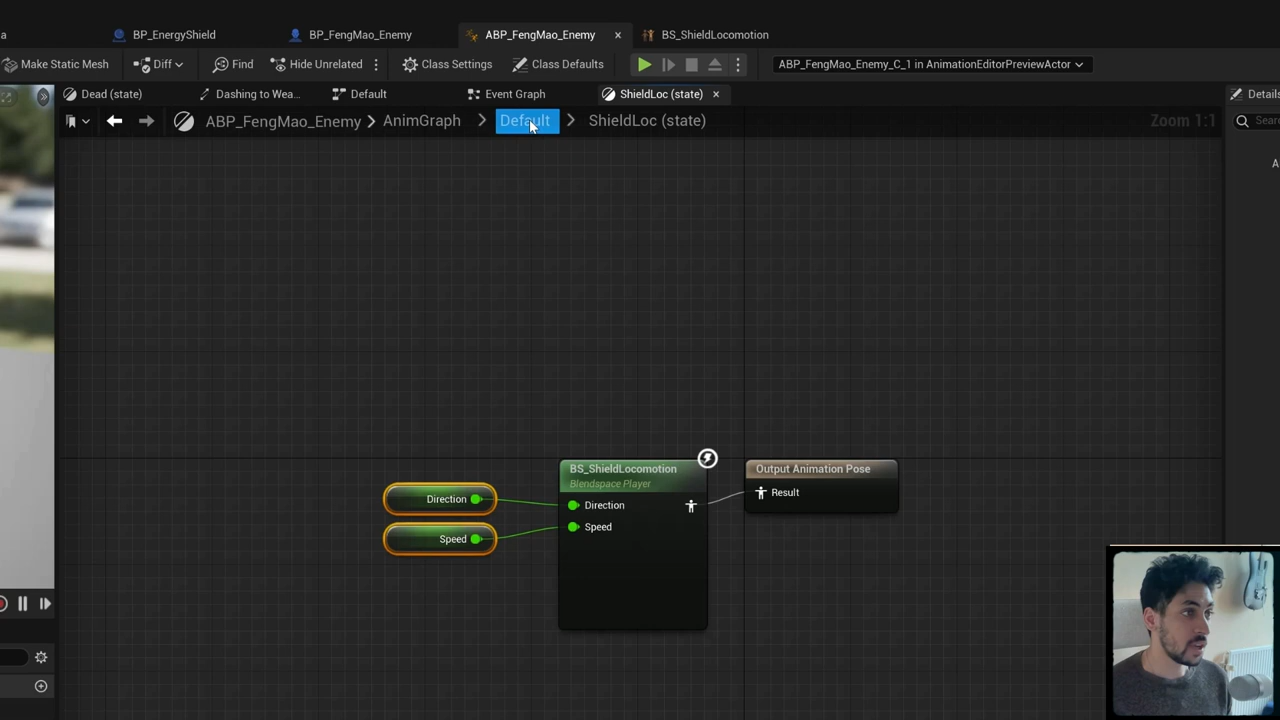 a
BP_EnergyShield
BP_FengMao_Enemy
ABP_FengMao_Enemy
BS_ShieldLocomotion
Make Static Mesh
Diff
Find
Hide Unrelated
Class Settings
Class Defaults
ABP_FengMao_Enemy_C_1 in AnimationEditorPreviewActor
Dead (state)
Dashing to Wea...
Default
Event Graph
ShieldLoc (state)
Details
ABP_FengMao_Enemy
AnimGraph
Default
ShieldLoc (state)
Zoom 1:1
Sear
A
BS_ShieldLocomotion
Blendspace Player
Direction
Speed
Direction
Speed
Output Animation Pose
Result